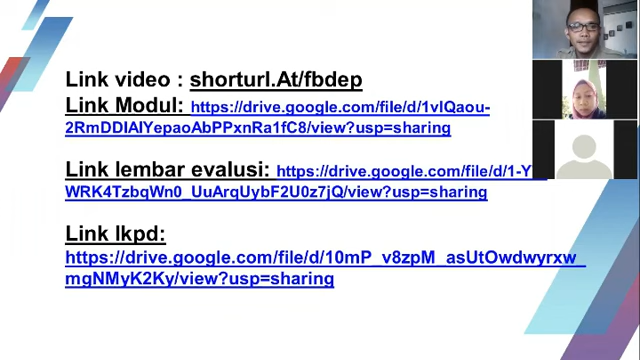 Link video : shorturl.At/fbdep
Link Modul: https://drive.google.com/file/d/1vIQaou-
2RmDDIAIYepaoAbPPxnRa1fC8/view?usp=sharing
Link lembar evalusi: https://drive.google.com/file/d/1-Y
WRK4TzbqWn0_UuArqUybF2U0z7jQ/view?usp=sharing
Link lkpd:
https://drive.google.com/file/d/10mP_v8zpM_asUtOwdwyrxw_
mgNMyK2Ky/view?usp=sharing